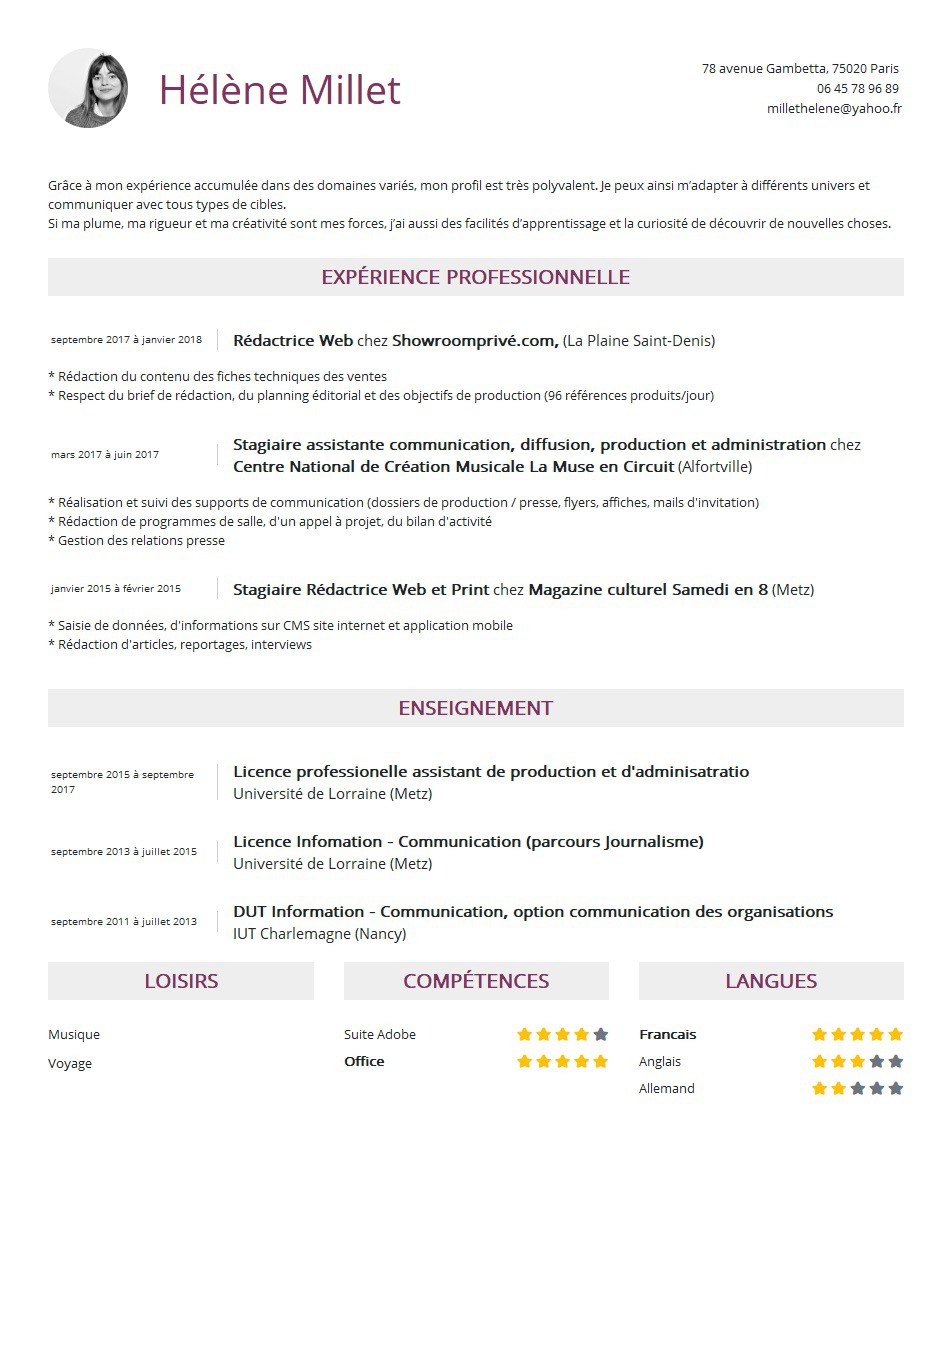 Hélène Millet
78 avenue Gambetta, 75020 Paris
06 45 78 96 89
millethelene@yahoo.fr
Grâce à mon expérience accumulée dans des domaines variés, mon profil est très polyvalent. Je peux ainsi m’adapter à différents univers et
communiquer avec tous types de cibles.
Si ma plume, ma rigueur et ma créativité sont mes forces, j’ai aussi des facilités d’apprentissage et la curiosité de découvrir de nouvelles choses.
EXPÉRIENCE PROFESSIONNELLE
septembre 2017 à janvier 2018
Rédactrice Web chez Showroomprivé.com, (La Plaine Saint-Denis)
* Rédaction du contenu des fiches techniques des ventes
* Respect du brief de rédaction, du planning éditorial et des objectifs de production (96 références produits/jour)
mars 2017 à juin 2017
Stagiaire assistante communication, diffusion, production et administration chez
Centre National de Création Musicale La Muse en Circuit (Alfortville)
* Réalisation et suivi des supports de communication (dossiers de production / presse, flyers, affiches, mails d'invitation)
* Rédaction de programmes de salle, d'un appel à projet, du bilan d'activité
* Gestion des relations presse
janvier 2015 à février 2015
Stagiaire Rédactrice Web et Print chez Magazine culturel Samedi en 8 (Metz)
* Saisie de données, d'informations sur CMS site internet et application mobile
* Rédaction d'articles, reportages, interviews
ENSEIGNEMENT
septembre 2015 à septembre
2017
Licence professionelle assistant de production et d'adminisatratio
Université de Lorraine (Metz)
septembre 2013 à juillet 2015
Licence Infomation - Communication (parcours Journalisme)
Université de Lorraine (Metz)
septembre 2011 à juillet 2013
DUT Information - Communication, option communication des organisations
IUT Charlemagne (Nancy)
LOISIRS
Musique
Voyage
COMPÉTENCES
Suite Adobe
Office
LANGUES
Francais
Anglais
Allemand